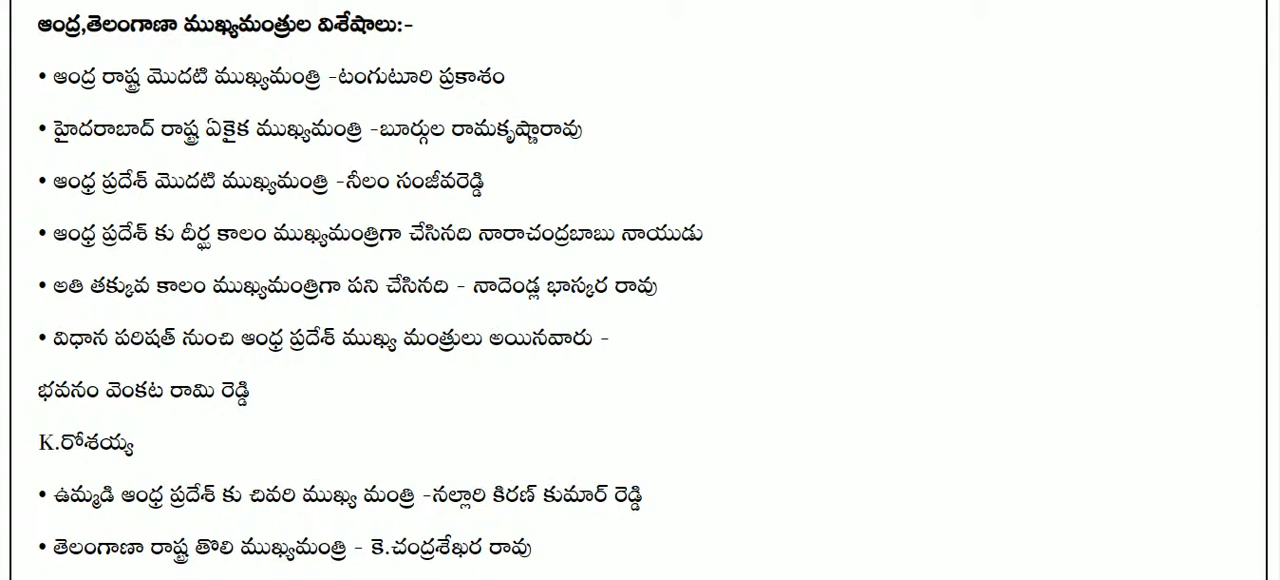 ఆంధ్ర,తెలంగాణా ముఖ్యమంత్రుల విశేషాలు:-
• ఆంధ్ర రాష్ట్ర మొదటి ముఖ్యమంత్రి -టంగుటూరి ప్రకాశం
• హైదరాబాద్ రాష్ట్ర ఏకైక ముఖ్యమంత్రి -బూర్గుల రామకృష్ణారావు
• ఆంధ్ర ప్రదేశ్ మొదటి ముఖ్యమంత్రి -నీలం సంజీవరెడ్డి
• ఆంధ్ర ప్రదేశ్ కు దీర్ఘ కాలం ముఖ్యమంత్రిగా చేసినది నారాచంద్రబాబు నాయుడు
• అతి తక్కువ కాలం ముఖ్యమంత్రిగా పని చేసినది - నాదెండ్ల భాస్కర రావు
• విధాన పరిషత్ నుంచి ఆంధ్ర ప్రదేశ్ ముఖ్య మంత్రులు అయినవారు -
భవనం వెంకట రామి రెడ్డి
K.రోశయ్య
• ఉమ్మడి ఆంధ్ర ప్రదేశ్ కు చివరి ముఖ్య మంత్రి -నల్లారి కిరణ్ కుమార్ రెడ్డి
• తెలంగాణా రాష్ట్ర తొలి ముఖ్యమంత్రి - కె.చంద్రశేఖర రావు